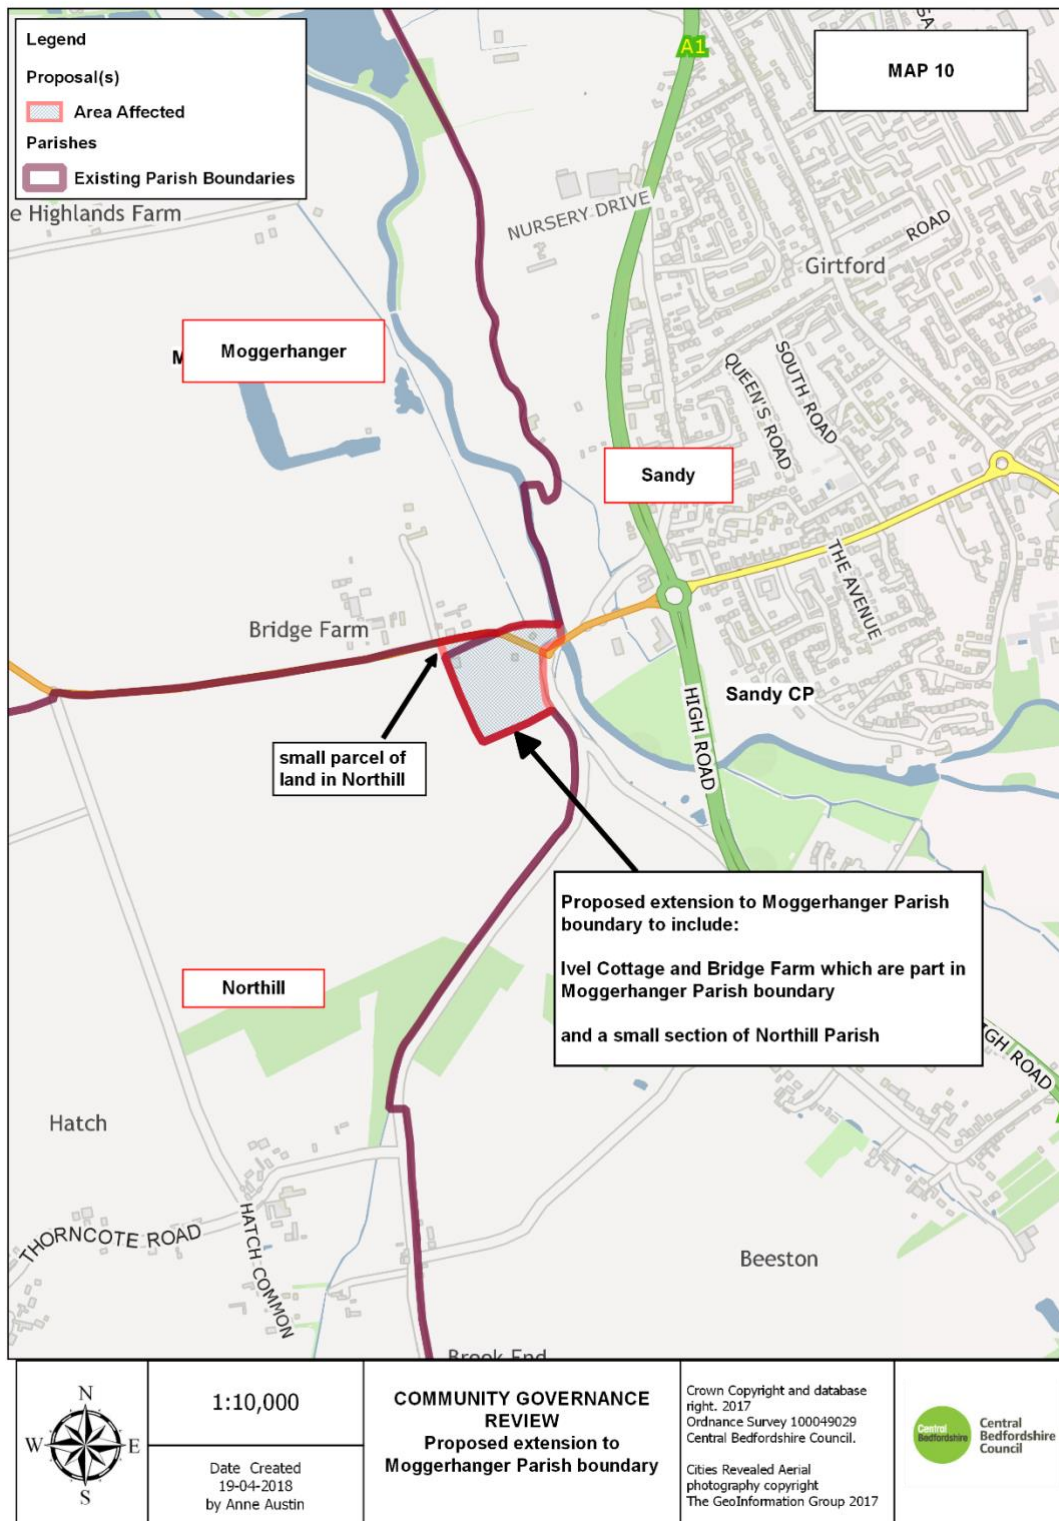 Legend
Proposal(s)
Area Affected
Parishes
Existing Parish Boundaries
MAP 10
A1
SA
e Highlands Farm
NURSERY DRIVE
ROAD
Girtford
M
Moggerhanger
QUEEN'S ROAD
SOUTH ROAD
Sandy
THE AVENUE
Bridge Farm
HIGH ROAD
Sandy CP
small parcel of
land in Northill
Proposed extension to Moggerhanger Parish
boundary to include:
Ivel Cottage and Bridge Farm which are part in
Moggerhanger Parish boundary
and a small section of Northill Parish
Northill
HIGH ROAD
Hatch
THORNCOTE ROAD
HATCH COMMON
Beeston
Brook End
N
W
E
S
1:10,000
Date Created
19-04-2018
by Anne Austin
COMMUNITY GOVERNANCE
REVIEW
Proposed extension to
Moggerhanger Parish boundary
Crown Copyright and database
right. 2017
Ordnance Survey 100049029
Central Bedfordshire Council.
Cities Revealed Aerial
photography copyright
The GeoInformation Group 2017
Central
Bedfordshire
Central
Bedfordshire
Council